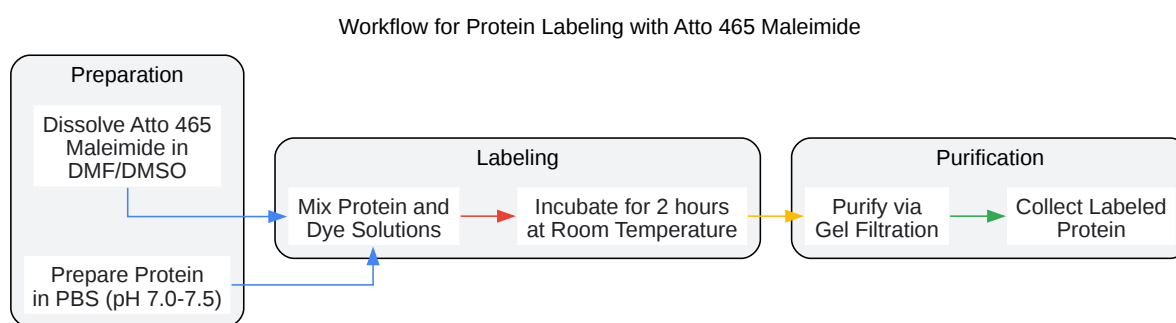 Workflow for Protein Labeling with Atto 465 Maleimide
Preparation
Dissolve Atto 465
Maleimide in
DMF/DMSO
Prepare Protein
in PBS (pH 7.0-7.5)
Labeling
Mix Protein and
Dye Solutions
Incubate for 2 hours
at Room Temperature
Purification
Purify via
Gel Filtration
Collect Labeled
Protein